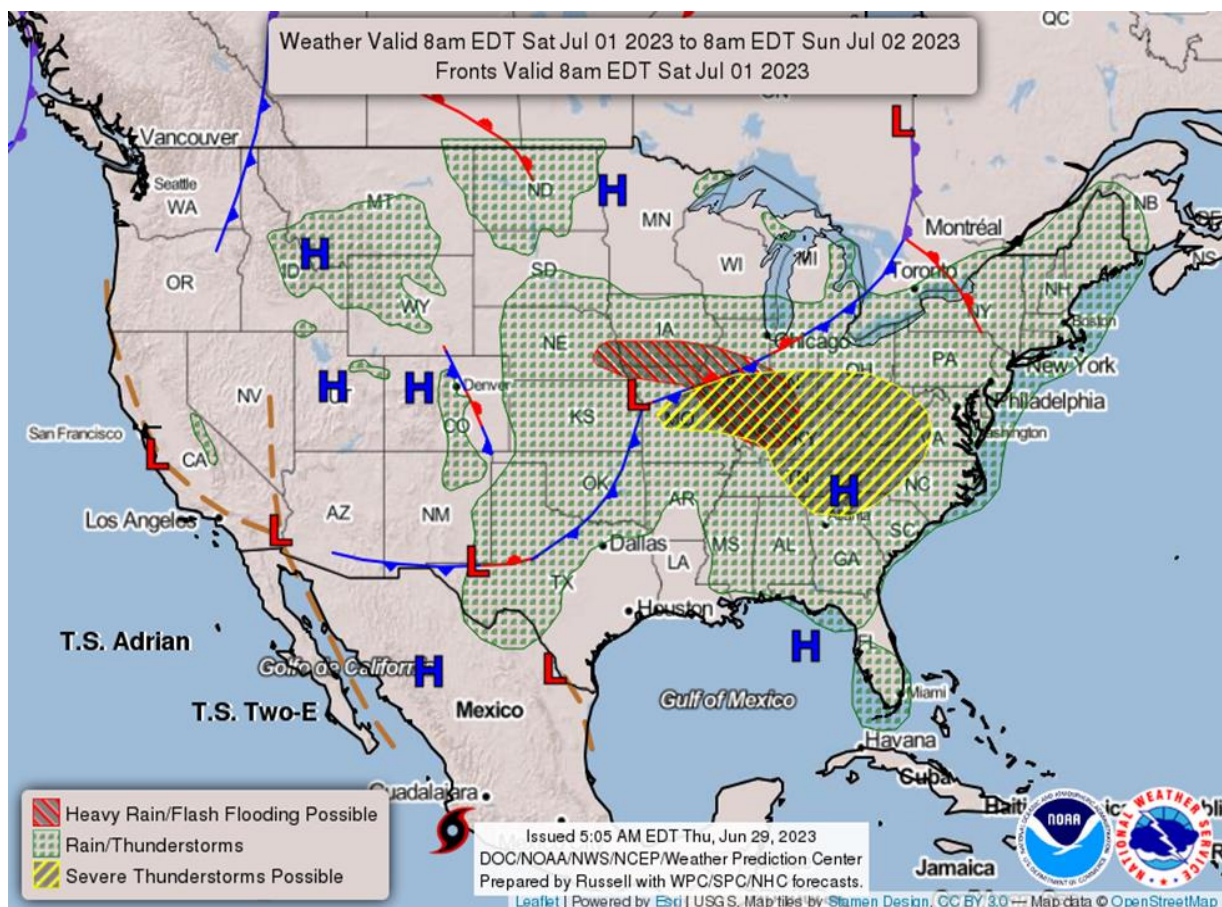 QC
Weather Valid 8am EDT Sat Jul 01 2023 to 8am EDT Sun Jul 02 2023
Fronts Valid 8am EDT Sat Jul 01 2023
Vancouver
L
Seattle
WA
MT
ND
H
MN
Montréal
NB
NS
H
ID
OR
SD
WI
MI
Toronto
NH
WY
NY
Boston
IA
NE
Chicago
OH
PA
New York
H
UT
H
Denver
NV
L
MO
Philadelphia
Washington
San Francisco
CO
KS
KY
VA
L
CA
TN
H
NC
OK
AR
Atlanta
Los Angeles
L
AZ
NM
SC
L
Dallas
LA
MS
AL
GA
TX
Houston
T.S. Adrian
H
FL
Golfo de California
H
L
T.S. Two-E
Mexico
Gulf of Mexico
Miami
Havana
Cuba
Guadalajara
Heavy Rain/Flash Flooding Possible
Rain/Thunderstorms
Severe Thunderstorms Possible
Issued 5:05 AM EDT Thu, Jun 29, 2023
DOC/NOAA/NWS/NCEP/Weather Prediction Center
Prepared by Russell with WPC/SPC/NHC forecasts.
Jamaica
NOAA
NATIONAL WEATHER SERVICE
Leaflet | Powered by Esri | USGS, Map tiles by Stamen Design, CC BY 3.0 — Map data © OpenStreetMap